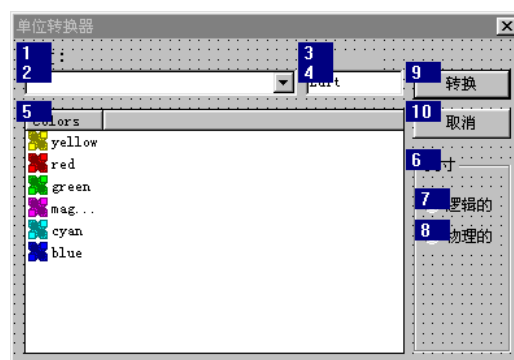 单位转换器
1 :
3
2
4
9 转换
5
10 取消
yellow
red
green
mag...
cyan
blue
6 寸
7 逻辑的
8 物理的